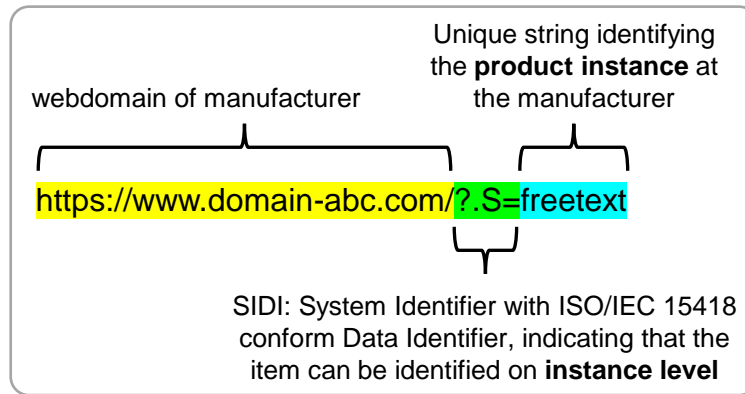 Unique string identifying
the product instance at
the manufacturer
webdomain of manufacturer
https://www.domain-abc.com/?.S=freetext
SIDI: System Identifier with ISO/IEC 15418
conform Data Identifier, indicating that the
item can be identified on instance level